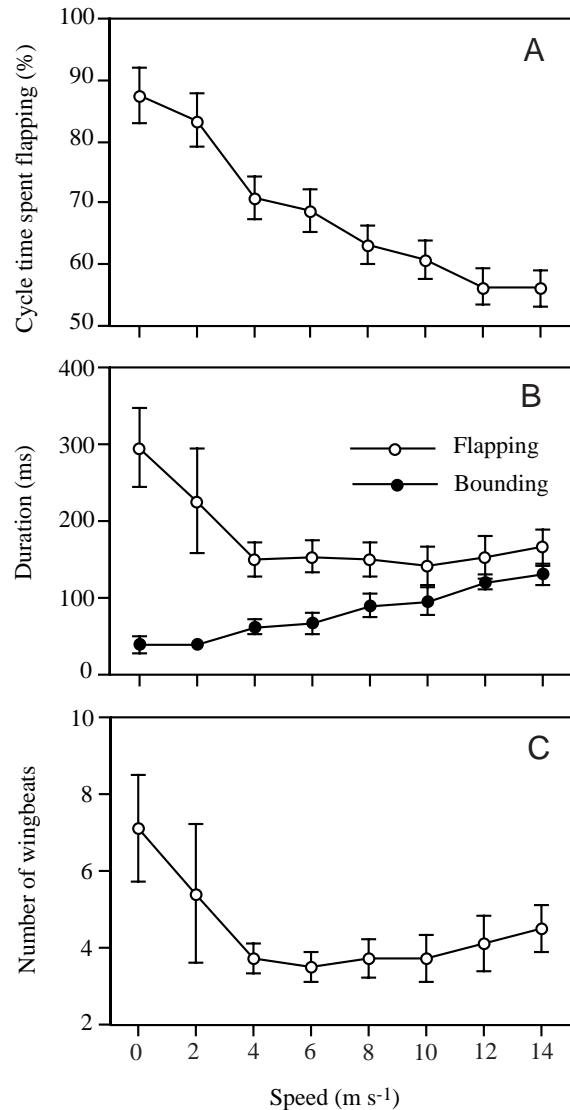 A
Cycle time spent flapping (%)
100
90
80
70
60
50
B
Duration (ms)
400
300
200
100
0
Flapping
Bounding
C
Number of wingbeats
10
8
6
4
2
0 2 4 6 8 10 12 14
Speed (m s-1)